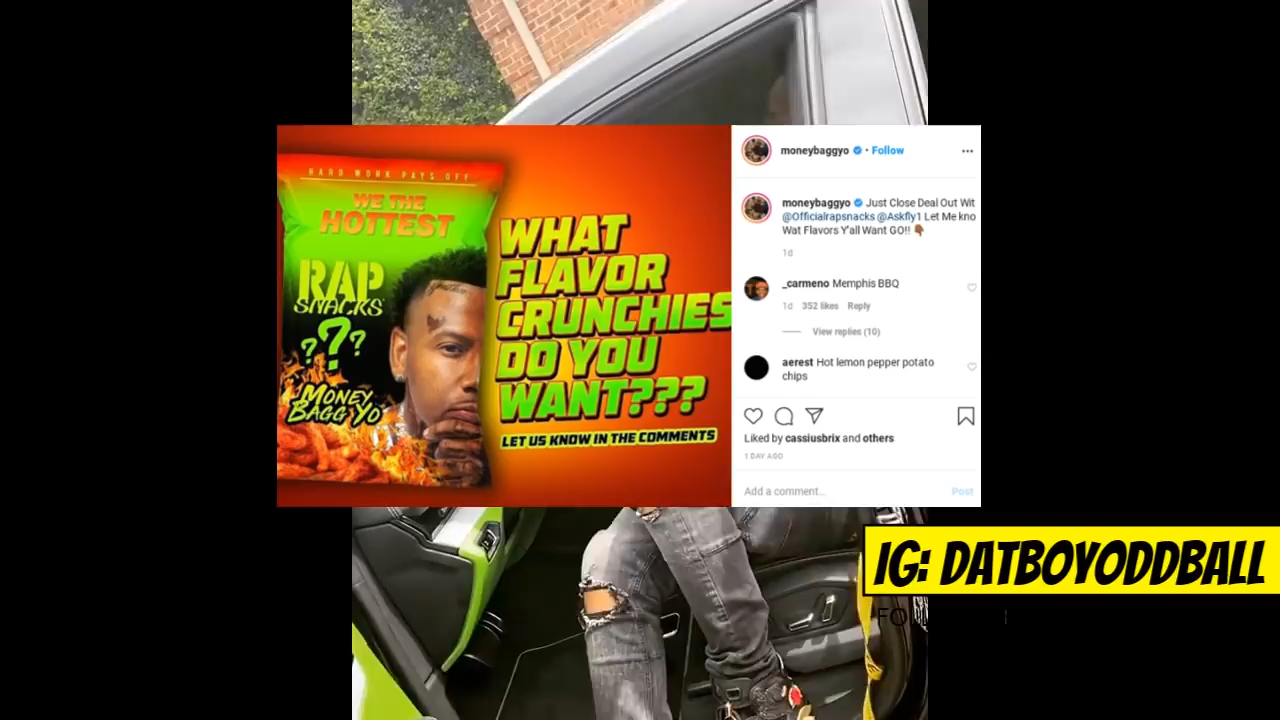 HARD WORK PAYS OFF
WE THE
HOTTEST
RAP
SNACKS
???
MONEY
BAGG YO
WHAT
FLAVOR
CRUNCHIES
DO YOU
WANT???
LET US KNOW IN THE COMMENTS
moneybaggyo • Follow
moneybaggyo Just Close Deal Out Wit
@Officialrapsnacks @Askfly1 Let Me kno
Wat Flavors Y'all Want GO!! 👇🏾
1d
_carmeno Memphis BBQ
1d 352 likes Reply
View replies (10)
aerest Hot lemon pepper potato
chips
Liked by cassiusbrix and others
1 DAY AGO
Add a comment... Post
IG: DATBOYODDBALL